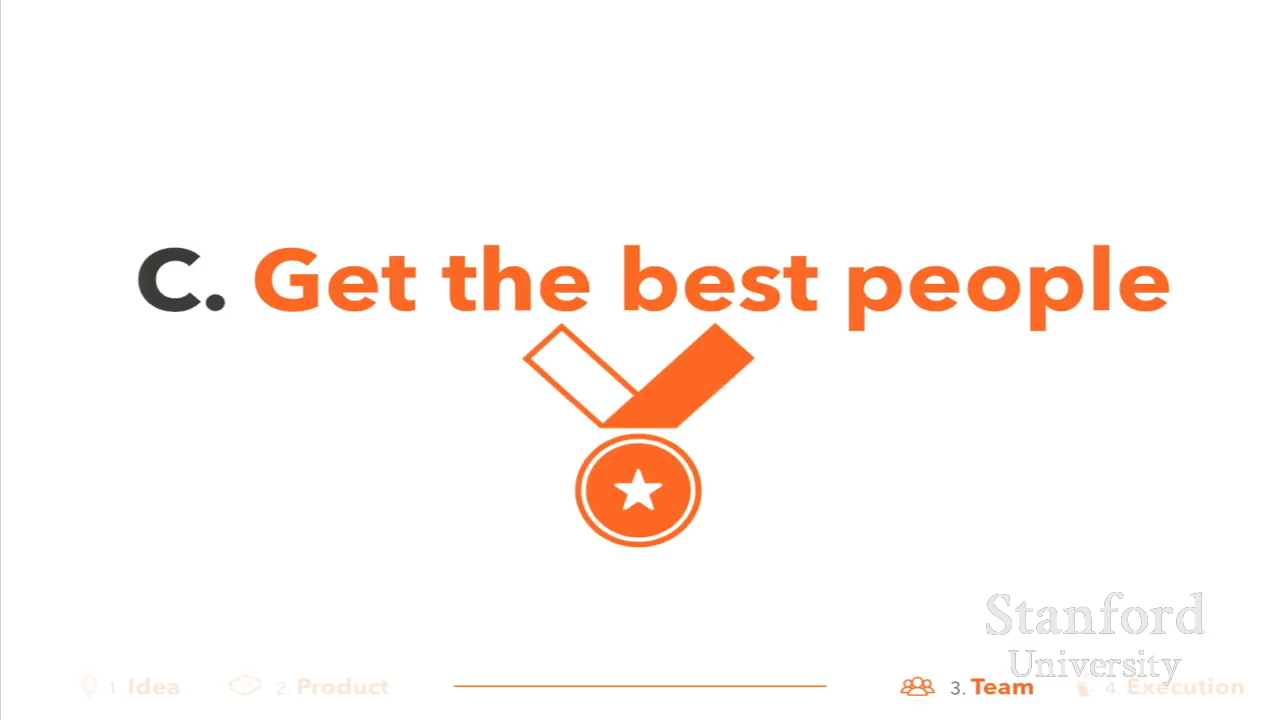 C. Get the best people
Stanford
University
1. Idea
2. Product
3. Team
4. Execution